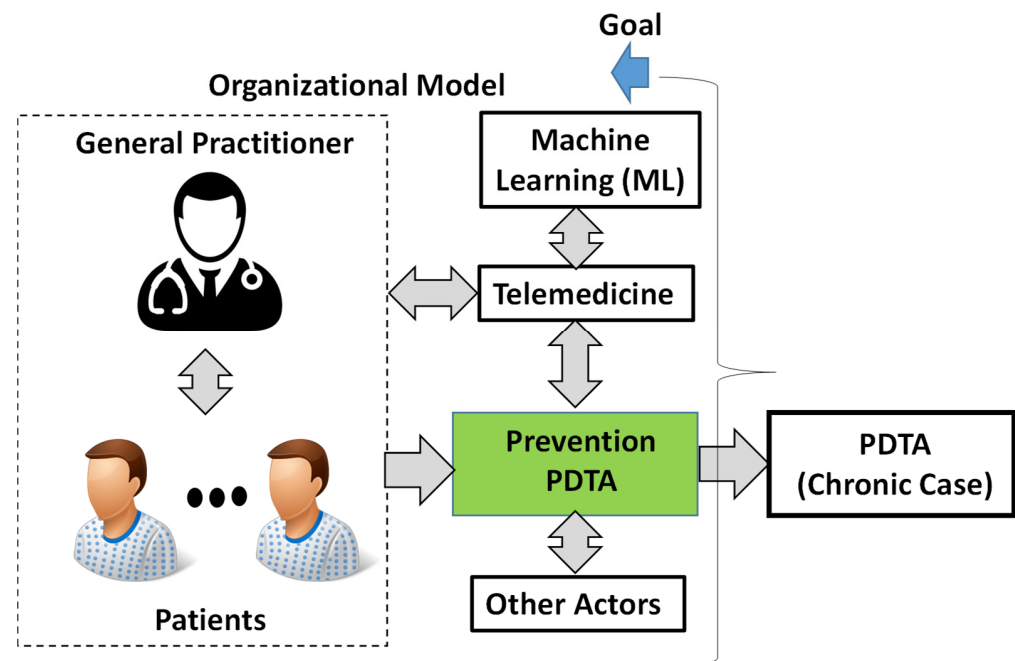 Goal
Organizational Model
General Practitioner
Machine
Learning (ML)
Telemedicine
Prevention
PDTA
PDTA
(Chronic Case)
Other Actors
Patients